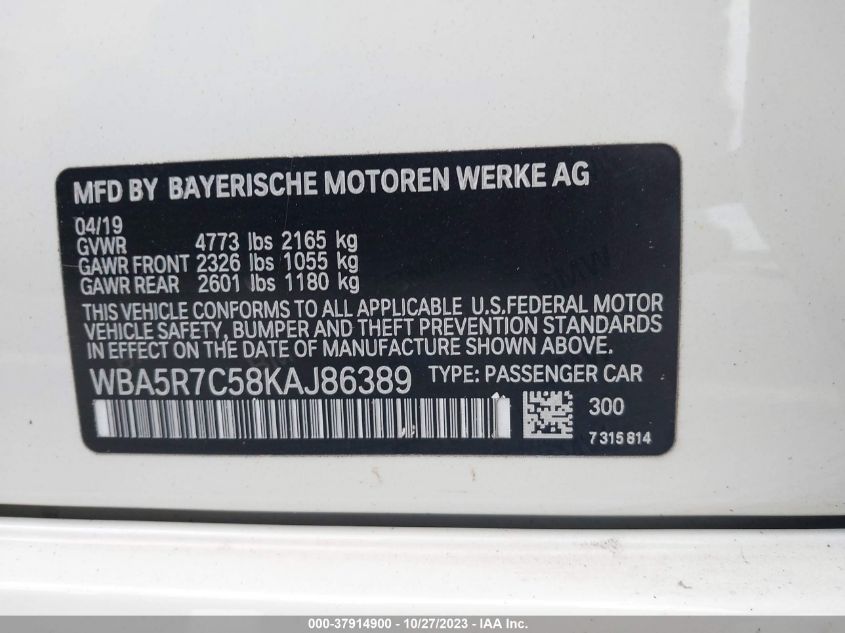 MFD BY BAYERISCHE MOTOREN WERKE AG
04/19
GVWR 4773 lbs 2165 kg
GAWR FRONT 2326 lbs 1055 kg
GAWR REAR 2601 lbs 1180 kg
THIS VEHICLE CONFORMS TO ALL APPLICABLE U.S.FEDERAL MOTOR
VEHICLE SAFETY, BUMPER AND THEFT PREVENTION STANDARDS
IN EFFECT ON THE DATE OF MANUFACTURE SHOWN ABOVE.
WBA5R7C58KAJ86389 TYPE: PASSENGER CAR
300
7 315 814
000-37914900 - 10/27/2023 - IAA Inc.